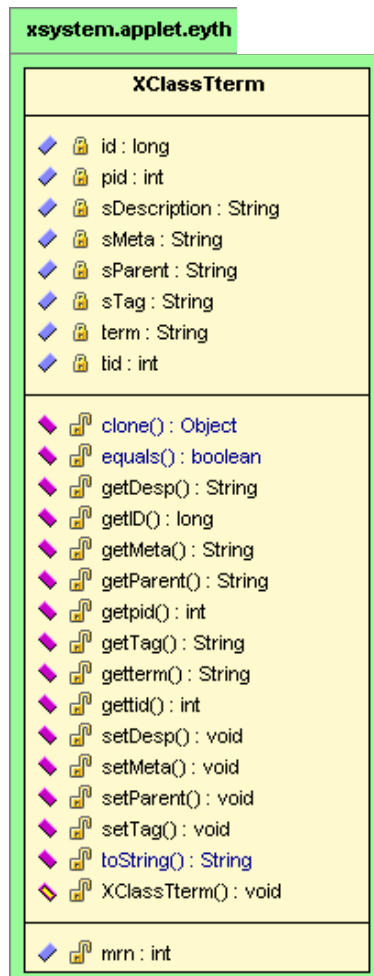 xsystem.applet.eyth
XClassTterm
id : long
pid : int
sDescription : String
sMeta : String
sParent : String
sTag : String
term : String
tid : int
clone() : Object
equals() : boolean
getDesp() : String
getID() : long
getMeta() : String
getParent() : String
getpid() : int
getTag() : String
getterm() : String
gettid() : int
setDesp() : void
setMeta() : void
setParent() : void
setTag() : void
toString() : String
XClassTterm() : void
mrn : int